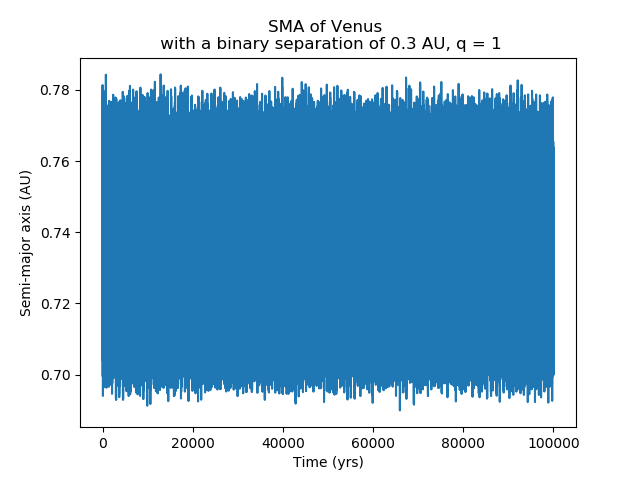 SMA of Venus
with a binary separation of 0.3 AU, q = 1
Semi-major axis (AU)
0.78
0.76
0.74
0.72
0.70
0 20000 40000 60000 80000 100000
Time (yrs)